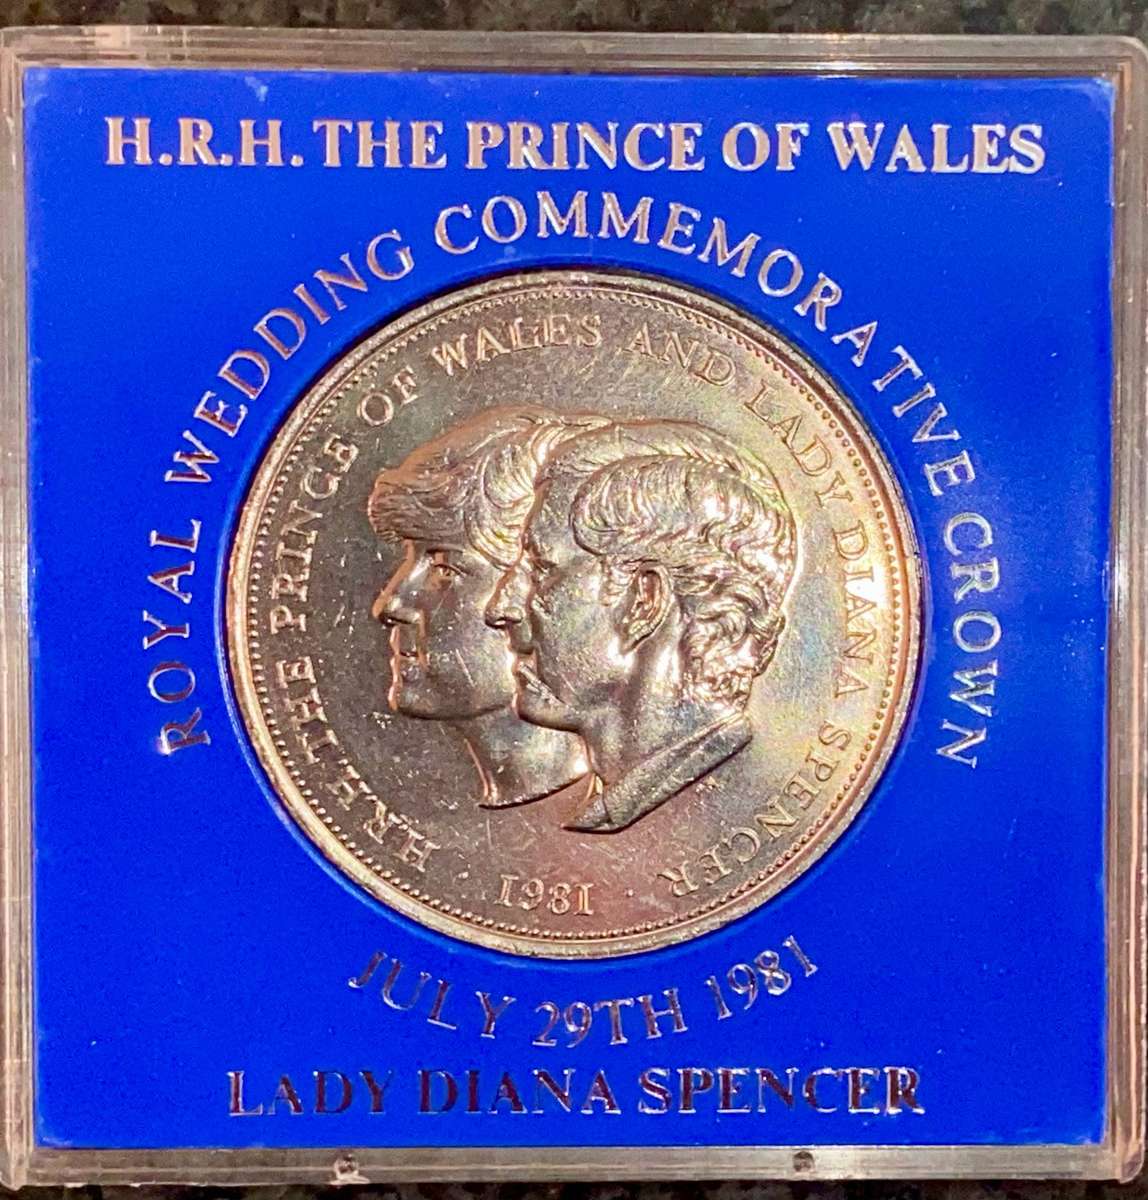 H.R.H. THE PRINCE OF WALES
ROYAL WEDDING COMMEMORATIVE CROWN
H.R.H. THE PRINCE OF WALES AND LADY DIANA SPENCER
· 1981 ·
JULY 29TH 1981
LADY DIANA SPENCER